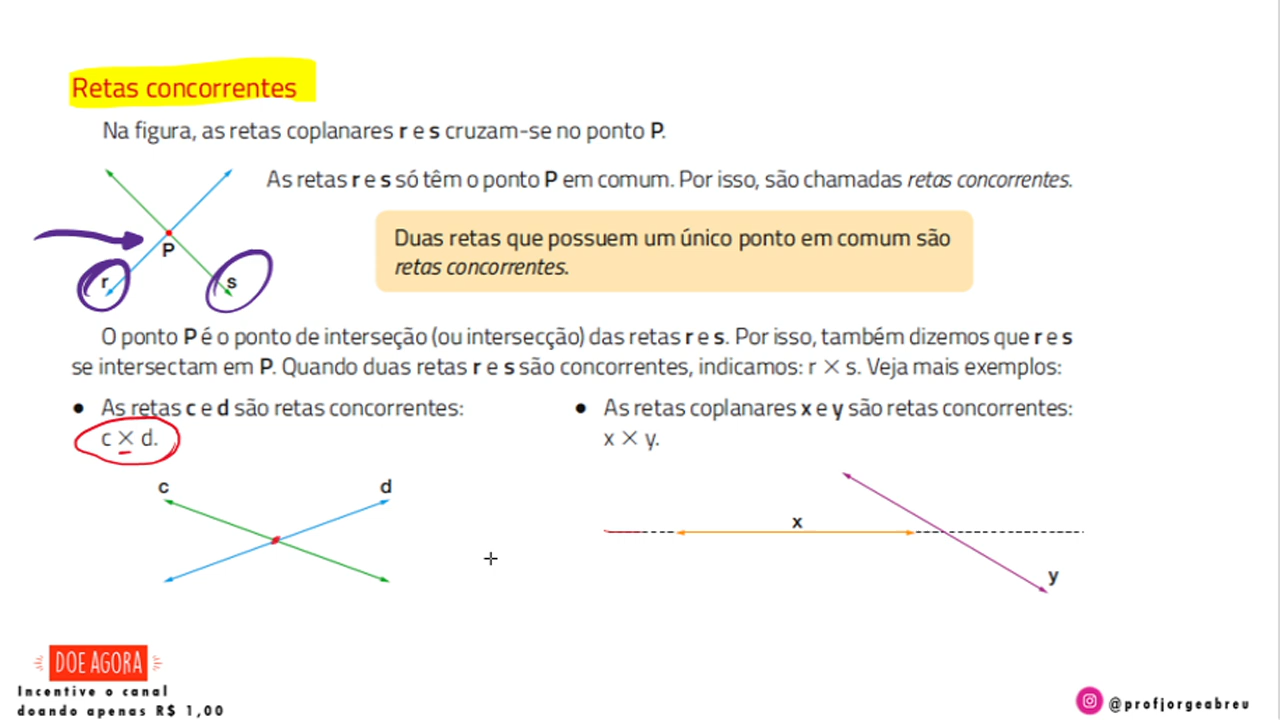 Retas concorrentes
Na figura, as retas coplanares r e s cruzam-se no ponto P.
As retas r e s só têm o ponto P em comum. Por isso, são chamadas retas concorrentes.
P
r
s
Duas retas que possuem um único ponto em comum são
retas concorrentes.
O ponto P é o ponto de interseção (ou intersecção) das retas r e s. Por isso, também dizemos que r e s
se intersectam em P. Quando duas retas r e s são concorrentes, indicamos: r × s. Veja mais exemplos:
● As retas c e d são retas concorrentes:
c × d.
● As retas coplanares x e y são retas concorrentes:
x × y.
c
d
x
y
DOE AGORA
Incentive o canal
doando apenas R$ 1,00
@profjorgeabreu